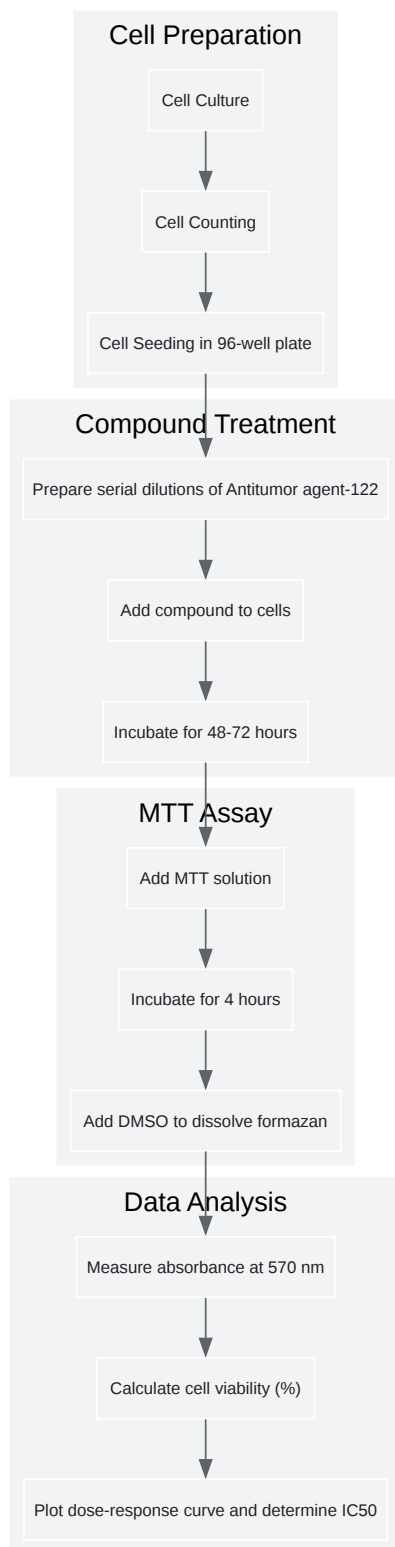 Cell Preparation
Cell Culture
Cell Counting
Cell Seeding in 96-well plate
Compound Treatment
Prepare serial dilutions of Antitumor agent-122
Add compound to cells
Incubate for 48-72 hours
MTT Assay
Add MTT solution
Incubate for 4 hours
Add DMSO to dissolve formazan
Data Analysis
Measure absorbance at 570 nm
Calculate cell viability (%)
Plot dose-response curve and determine IC50